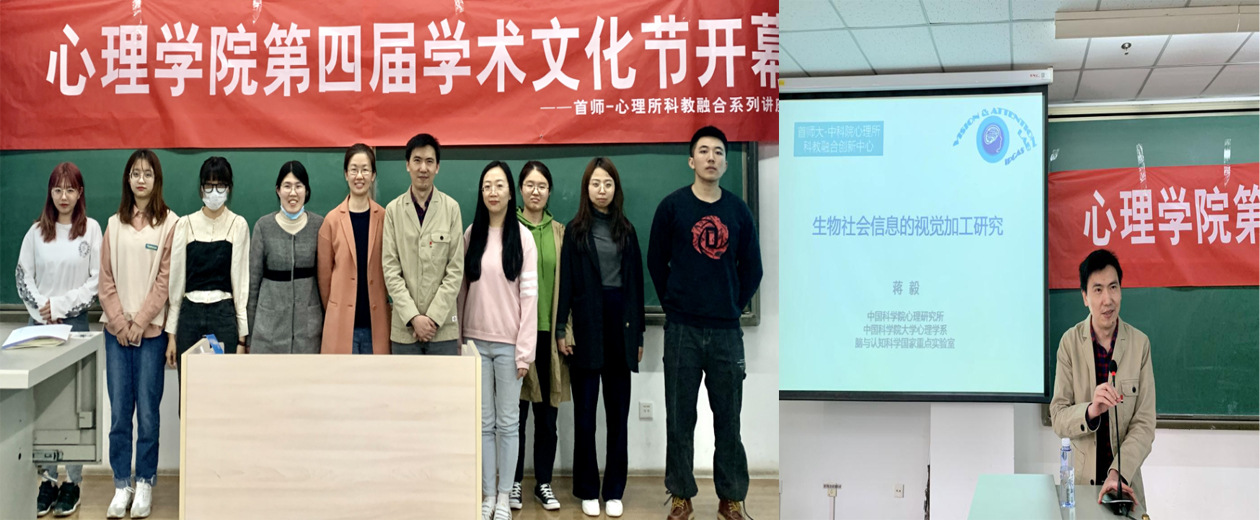 心理学院第四届学术文化节开幕
——首师-心理所科教融合系列讲座
首师大-中科院心理所
科教融合创新中心
VISION & ATTENTION LAB
生物社会信息的视觉加工研究
蒋 毅
中国科学院心理研究所
中国科学院大学心理学系
脑与认知科学国家重点实验室
心理学院第